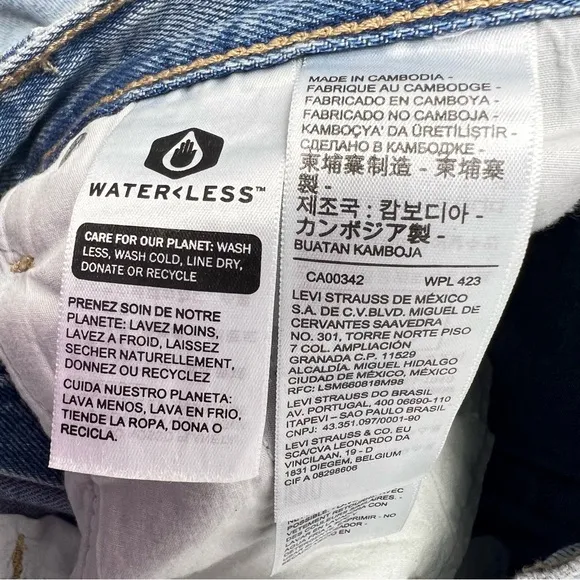 WATER<LESS™
CARE FOR OUR PLANET: WASH
LESS, WASH COLD, LINE DRY,
DONATE OR RECYCLE
PRENEZ SOIN DE NOTRE
PLANETE: LAVEZ MOINS,
LAVEZ A FROID, LAISSEZ
SECHER NATURELLEMENT,
DONNEZ OU RECYCLEZ
CUIDA NUESTRO PLANETA:
LAVA MENOS, LAVA EN FRIO,
TIENDE LA ROPA, DONA O
RECICLA.
MADE IN CAMBODIA -
FABRIQUE AU CAMBODGE -
FABRICADO EN CAMBOYA -
FABRICADO NO CAMBOJA -
KAMBOÇYA' DA ÜRETİLİŞTİR -
СДЕЛАНО В КАМБОДЖЕ -
柬埔寨制造 - 柬埔寨
製 -
제조국 : 캄보디아 -
カンボジア製 -
BUATAN KAMBOJA
CA00342 WPL 423
LEVI STRAUSS DE MÉXICO
S.A. DE C.V.BLVD. MIGUEL DE
CERVANTES SAAVEDRA
NO. 301, TORRE NORTE PISO
7 COL. AMPLIACIÓN
GRANADA C.P. 11529
ALCALDÍA. MIGUEL HIDALGO
CIUDAD DE MÉXICO, MÉXICO
RFC: LSM660818M98
LEVI STRAUSS DO BRASIL
AV. PORTUGAL, 400 06690-110
ITAPEVI – SAO PAULO BRASIL
CNPJ: 43.351.097/0001-90
LEVI STRAUSS & CO. EU
SCA/CVA LEONARDO DA
VINCILAAN, 19 - D
1831 DIEGEM, BELGIUM
CIF A 08298606